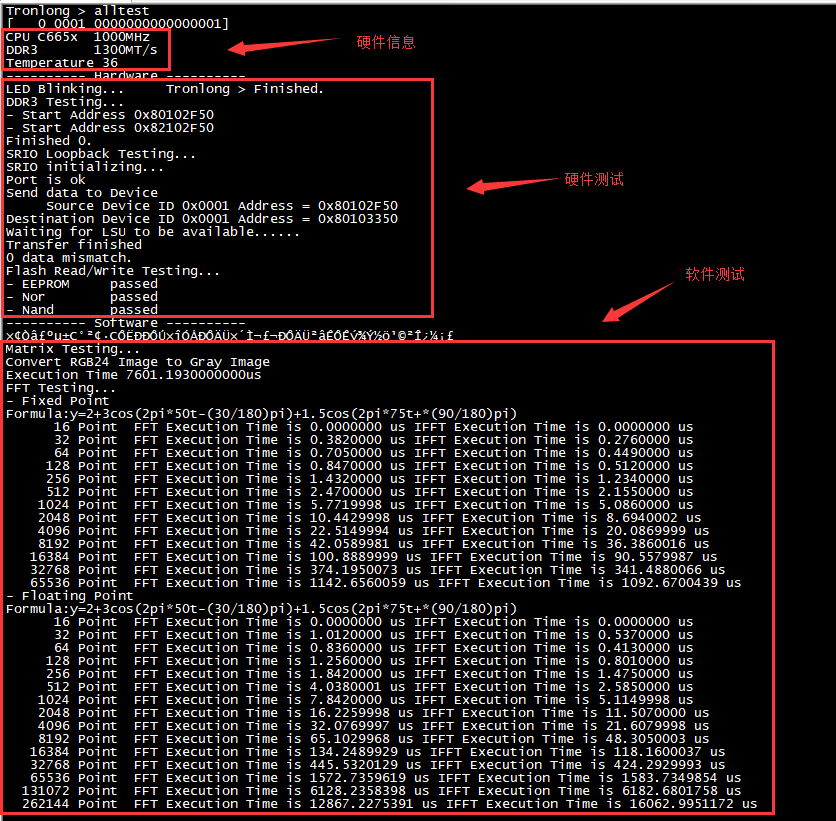 Tronlong > alltest
[   0 0001 0000000000000001]
CPU C665x  1000MHz
DDR3       1300MT/s
Temperature 36
硬件信息
---------- Hardware ----------
LED Blinking...     Tronlong > Finished.
DDR3 Testing...
- Start Address 0x80102F50
- Start Address 0x82102F50
Finished 0.
SRIO Loopback Testing...
SRIO initializing...
Port is ok
Send data to Device
     Source Device ID 0x0001 Address = 0x80102F50
Destination Device ID 0x0001 Address = 0x80103350
Waiting for LSU to be available......
Transfer finished
0 data mismatch.
Flash Read/Write Testing...
- EEPROM     passed
- Nor        passed
- Nand       passed
硬件测试
---------- Software ----------
软件测试
Matrix Testing...
Convert RGB24 Image to Gray Image
Execution Time 7601.1930000000us
FFT Testing...
- Fixed Point
Formula:y=2+3cos(2pi*50t-(30/180)pi)+1.5cos(2pi*75t+*(90/180)pi)
16 Point  FFT Execution Time is 0.0000000 us IFFT Execution Time is 0.0000000 us
32 Point  FFT Execution Time is 0.3820000 us IFFT Execution Time is 0.2760000 us
64 Point  FFT Execution Time is 0.7050000 us IFFT Execution Time is 0.4490000 us
128 Point  FFT Execution Time is 0.8470000 us IFFT Execution Time is 0.5120000 us
256 Point  FFT Execution Time is 1.4320000 us IFFT Execution Time is 1.2340000 us
512 Point  FFT Execution Time is 2.4700000 us IFFT Execution Time is 2.1550000 us
1024 Point  FFT Execution Time is 5.7719998 us IFFT Execution Time is 5.0860000 us
2048 Point  FFT Execution Time is 10.4429998 us IFFT Execution Time is 8.6940002 us
4096 Point  FFT Execution Time is 22.5149994 us IFFT Execution Time is 20.0869999 us
8192 Point  FFT Execution Time is 42.0589981 us IFFT Execution Time is 36.3860016 us
16384 Point  FFT Execution Time is 100.8889999 us IFFT Execution Time is 90.5579987 us
32768 Point  FFT Execution Time is 374.1950073 us IFFT Execution Time is 341.4880066 us
65536 Point  FFT Execution Time is 1142.6560059 us IFFT Execution Time is 1092.6700439 us
- Floating Point
Formula:y=2+3cos(2pi*50t-(30/180)pi)+1.5cos(2pi*75t+*(90/180)pi)
16 Point  FFT Execution Time is 0.0000000 us IFFT Execution Time is 0.0000000 us
32 Point  FFT Execution Time is 1.0120000 us IFFT Execution Time is 0.5370000 us
64 Point  FFT Execution Time is 0.8360000 us IFFT Execution Time is 0.4130000 us
128 Point  FFT Execution Time is 1.2560000 us IFFT Execution Time is 0.8010000 us
256 Point  FFT Execution Time is 1.8420000 us IFFT Execution Time is 1.4750000 us
512 Point  FFT Execution Time is 4.0380001 us IFFT Execution Time is 2.5850000 us
1024 Point  FFT Execution Time is 7.8420000 us IFFT Execution Time is 5.1149998 us
2048 Point  FFT Execution Time is 16.2259998 us IFFT Execution Time is 11.5070000 us
4096 Point  FFT Execution Time is 32.0769997 us IFFT Execution Time is 21.6079998 us
8192 Point  FFT Execution Time is 65.1029968 us IFFT Execution Time is 48.3050003 us
16384 Point  FFT Execution Time is 134.2489929 us IFFT Execution Time is 118.1600037 us
32768 Point  FFT Execution Time is 445.5320129 us IFFT Execution Time is 424.2929993 us
65536 Point  FFT Execution Time is 1572.7359619 us IFFT Execution Time is 1583.7349854 us
131072 Point  FFT Execution Time is 6128.2358398 us IFFT Execution Time is 6182.6801758 us
262144 Point  FFT Execution Time is 12867.2275391 us IFFT Execution Time is 16062.9951172 us